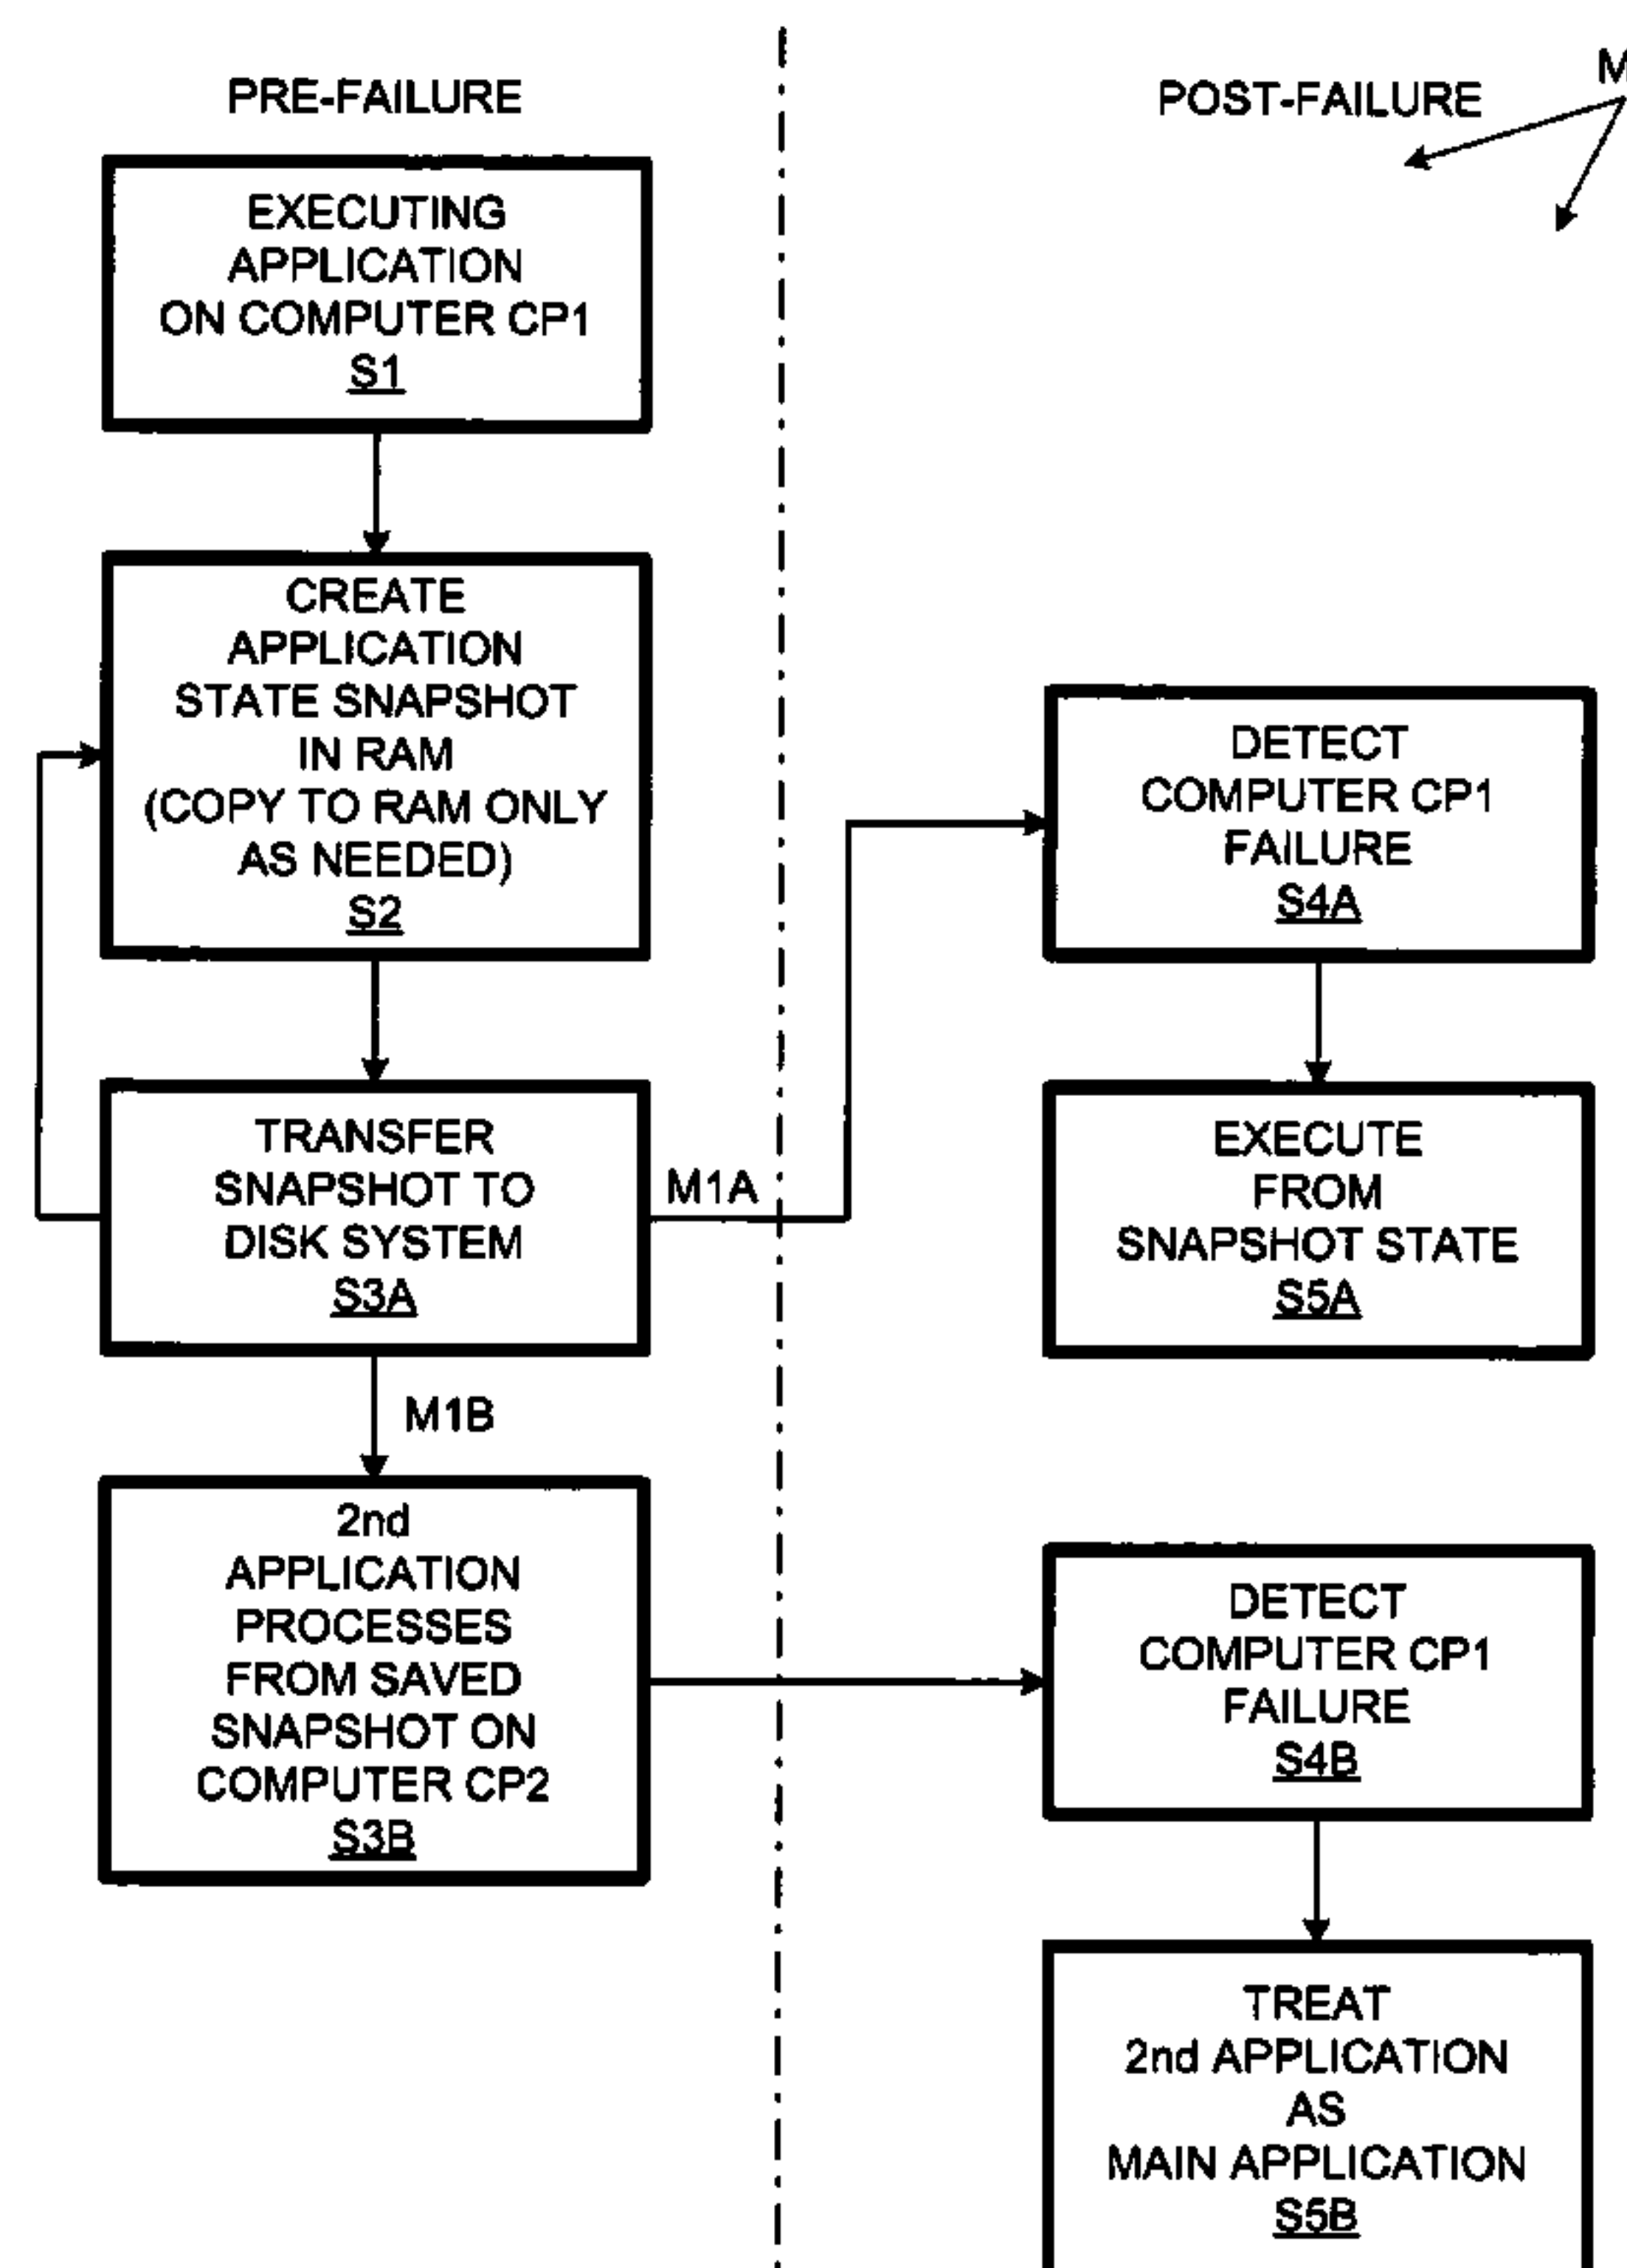 PRE-FAILURE
EXECUTING
APPLICATION
ON COMPUTER CP1
S1
CREATE
APPLICATION
STATE SNAPSHOT
IN RAM
(COPY TO RAM ONLY
AS NEEDED)
S2
TRANSFER
SNAPSHOT TO
DISK SYSTEM
S3A
M1A
M1B
2nd
APPLICATION
PROCESSES
FROM SAVED
SNAPSHOT ON
COMPUTER CP2
S3B
POST-FAILURE
DETECT
COMPUTER CP1
FAILURE
S4A
EXECUTE
FROM
SNAPSHOT STATE
S5A
DETECT
COMPUTER CP1
FAILURE
S4B
TREAT
2nd APPLICATION
AS
MAIN APPLICATION
S5B